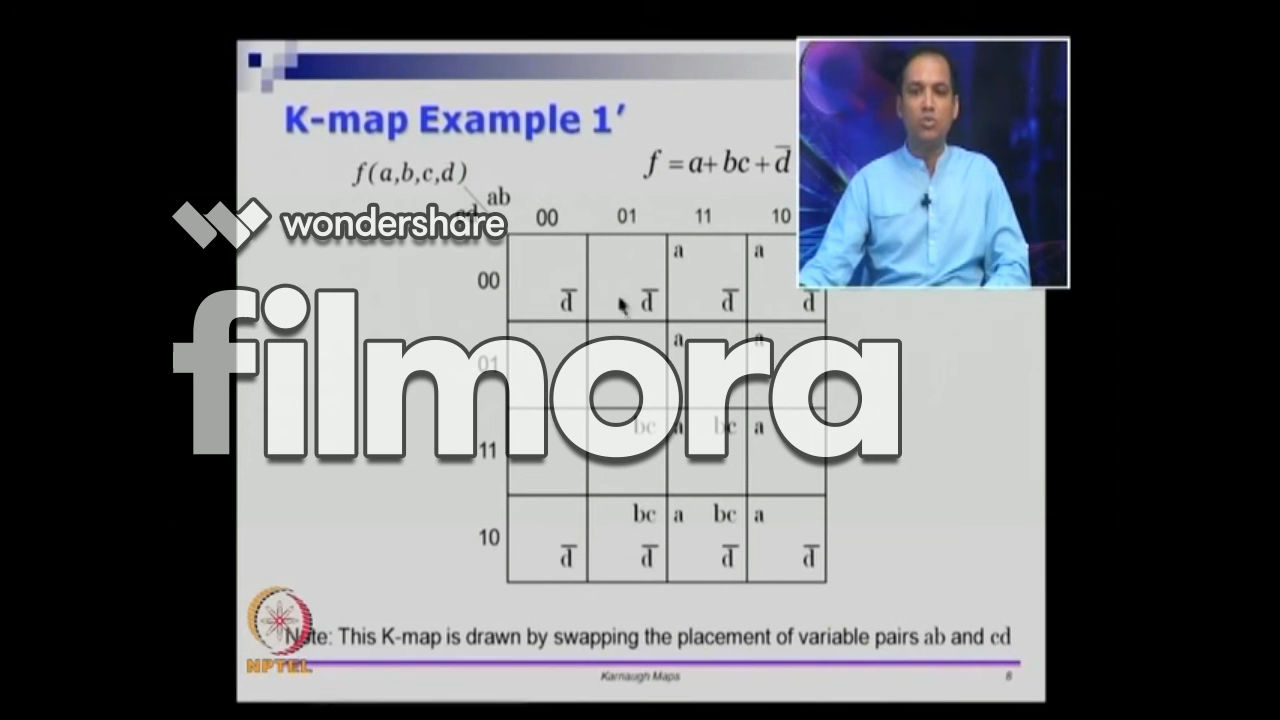 K-map Example 1′
f(a,b,c,d)
f = a + bc + d̅
ab
cd
00 01 11 10
wondershare
filmora
00
a a
d̅ d̅ d̅ d̅
01
a a
11
bc a bc a
10
bc a bc a
d̅ d̅ d̅ d̅
Note: This K-map is drawn by swapping the placement of variable pairs ab and cd
NPTEL
Karnaugh Maps 8